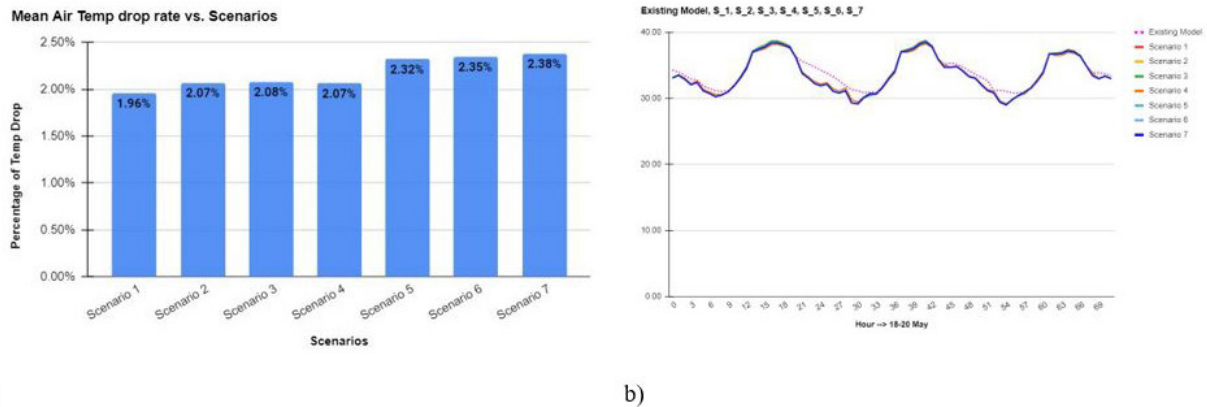 Mean Air Temp drop rate vs. Scenarios
Percentage of Temp Drop
2.50%
2.00%
1.50%
1.00%
0.50%
0.00%
1.96%
2.07%
2.08%
2.07%
2.32%
2.35%
2.38%
Scenario 1
Scenario 2
Scenario 3
Scenario 4
Scenario 5
Scenario 6
Scenario 7
Scenarios
Existing Model, S_1, S_2, S_3, S_4, S_5, S_6, S_7
40.00
30.00
20.00
10.00
0.00
0 3 6 9 12 15 18 21 24 27 30 33 36 39 42 45 48 51 54 57 60 63 66 69
Hour --> 18-20 May
Existing Model
Scenario 1
Scenario 2
Scenario 3
Scenario 4
Scenario 5
Scenario 6
Scenario 7
b)